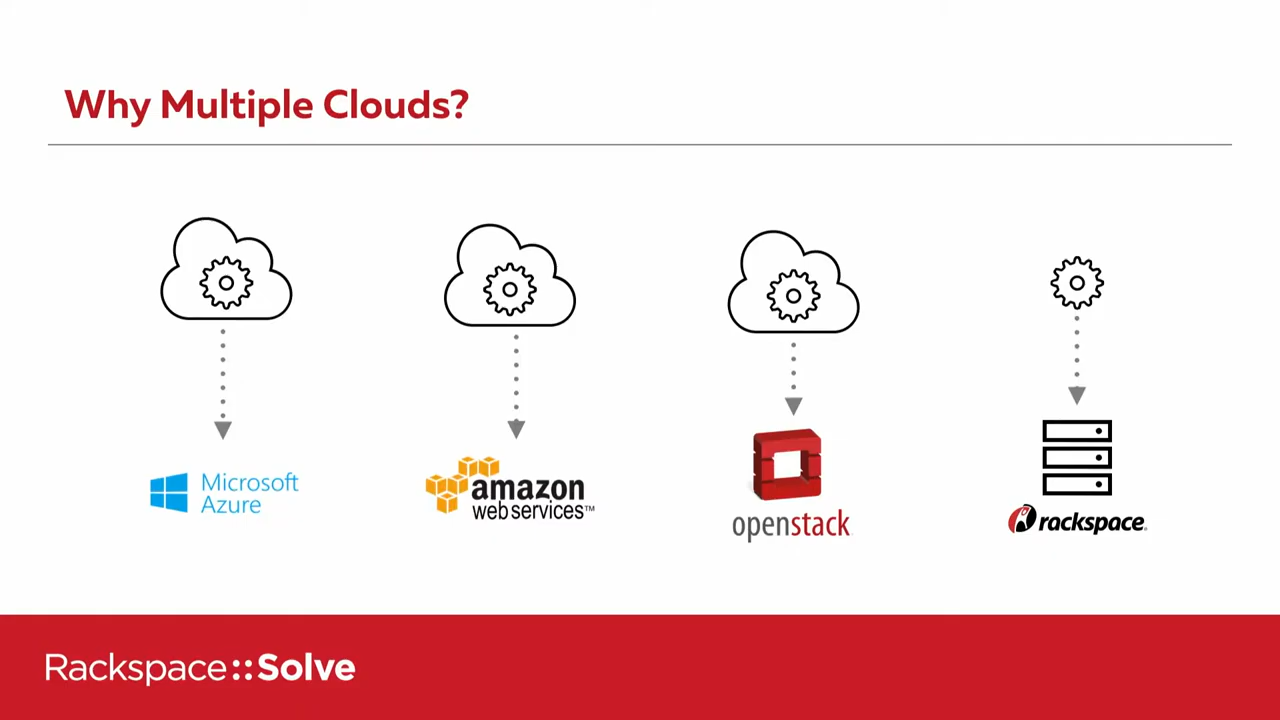 Why Multiple Clouds?
Microsoft
Azure
amazon
web services™
openstack
rackspace.
Rackspace::Solve